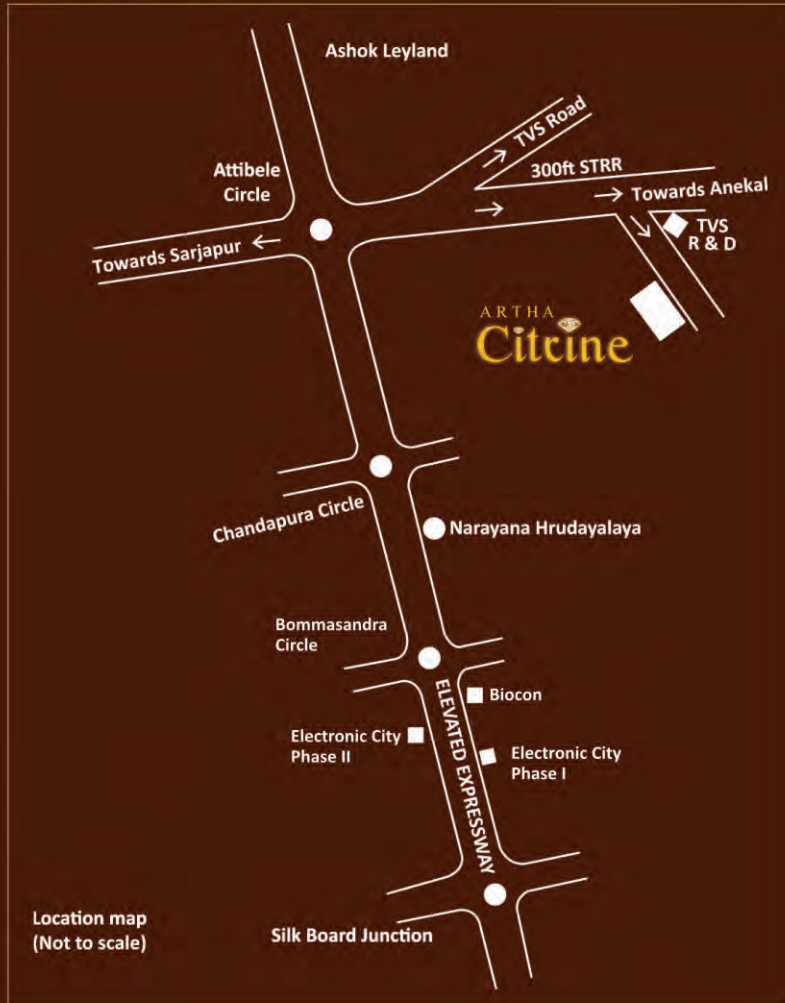 Ashok Leyland
TVS Road
Attibele
Circle
300ft STRR
Towards Anekal
TVS
R & D
Towards Sarjapur
ARTHA
Citrine
Chandapura Circle
Narayana Hrudayalaya
Bommasandra
Circle
ELEVATED EXPRESSWAY
Biocon
Electronic City
Phase II
Electronic City
Phase I
Location map
(Not to scale)
Silk Board Junction